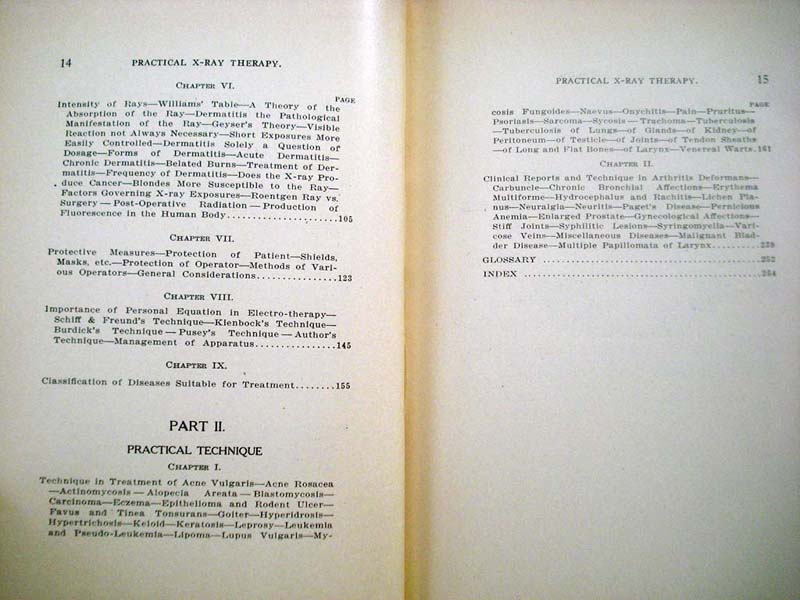 14 PRACTICAL X-RAY THERAPY.
CHAPTER VI.
PAGE
Intensity of Rays—Williams' Table—A Theory of the
Absorption of the Ray—Dermatitis the Pathological
Manifestation of the Ray—Geyser's Theory—Visible
Reaction not Always Necessary—Short Exposures More
Easily Controlled—Dermatitis Solely a Question of
Dosage—Forms of Dermatitis—Acute Dermatitis—
Chronic Dermatitis—Belated Burns—Treatment of Der-
matitis—Frequency of Dermatitis—Does the X-ray Pro-
duce Cancer—Blondes More Susceptible to the Ray—
Factors Governing X-ray Exposures—Roentgen Ray vs.
Surgery—Post-Operative Radiation—Production of
Fluorescence in the Human Body..................105
CHAPTER VII.
Protective Measures—Protection of Patient—Shields,
Masks, etc.—Protection of Operator—Methods of Vari-
ous Operators—General Considerations..............123
CHAPTER VIII.
Importance of Personal Equation in Electro-therapy—
Schiff & Freund's Technique—Kienbock's Technique—
Burdick's Technique—Pusey's Technique—Author's
Technique—Management of Apparatus................145
CHAPTER IX.
Classification of Diseases Suitable for Treatment........155
PART II.
PRACTICAL TECHNIQUE
CHAPTER I.
Technique in Treatment of Acne Vulgaris—Acne Rosacea
—Actinomycosis—Alopecia Areata—Blastomycosis—
Carcinoma—Eczema—Epithelioma and Rodent Ulcer—
Favus and Tinea Tonsurans—Goiter—Hyperidrosis—
Hypertrichosis—Keloid—Keratosis—Leprosy—Leukemia
and Pseudo-Leukemia—Lipoma—Lupus Vulgaris—My-
PRACTICAL X-RAY THERAPY. 15
PAGE
cosis Fungoides—Naevus—Onychitis—Pain—Pruritus—
Psoriasis—Sarcoma—Sycosis—Trachoma—Tuberculosis
—Tuberculosis of Lungs—of Glands—of Kidney—of
Peritoneum—of Testicle—of Joints—of Tendon Sheaths
—of Long and Flat Bones—of Larynx—Venereal Warts.161
CHAPTER II.
Clinical Reports and Technique in Arthritis Deformans—
Carbuncle—Chronic Bronchial Affections—Erythema
Multiforme—Hydrocephalus and Rachitis—Lichen Pla-
nus—Neuralgia—Neuritis—Paget's Disease—Pernicious
Anemia—Enlarged Prostate—Gynecological Affections—
Stiff Joints—Syphilitic Lesions—Syringomyelia—Vari-
cose Veins—Miscellaneous Diseases—Malignant Blad-
der Disease—Multiple Papillomata of Larynx..........
GLOSSARY ........................................252
INDEX ...........................................254